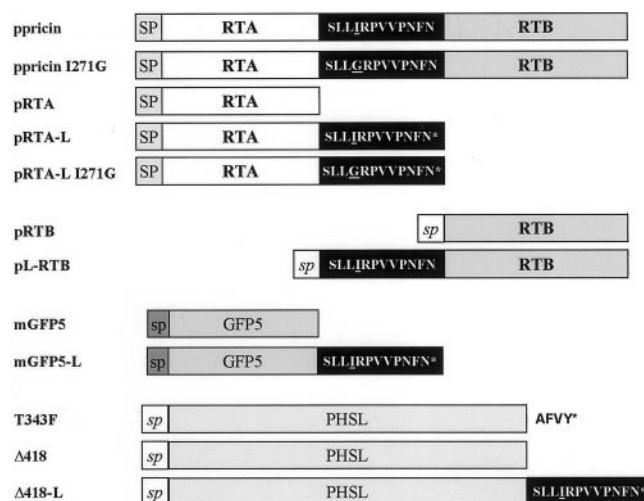 ppricin SP RTA SLLIRPVVPNFN RTB
ppricin I271G SP RTA SLLGRPVVPNFN RTB
pRTA SP RTA
pRTA-L SP RTA SLLIRPVVPNFN*
pRTA-L I271G SP RTA SLLGRPVVPNFN*
pRTB sp RTB
pL-RTB sp SLLIRPVVPNFN RTB
mGFP5 sp GFP5
mGFP5-L sp GFP5 SLLIRPVVPNFN*
T343F sp PHSL AFVY*
Δ418 sp PHSL
Δ418-L sp PHSL SLLIRPVVPNFN*